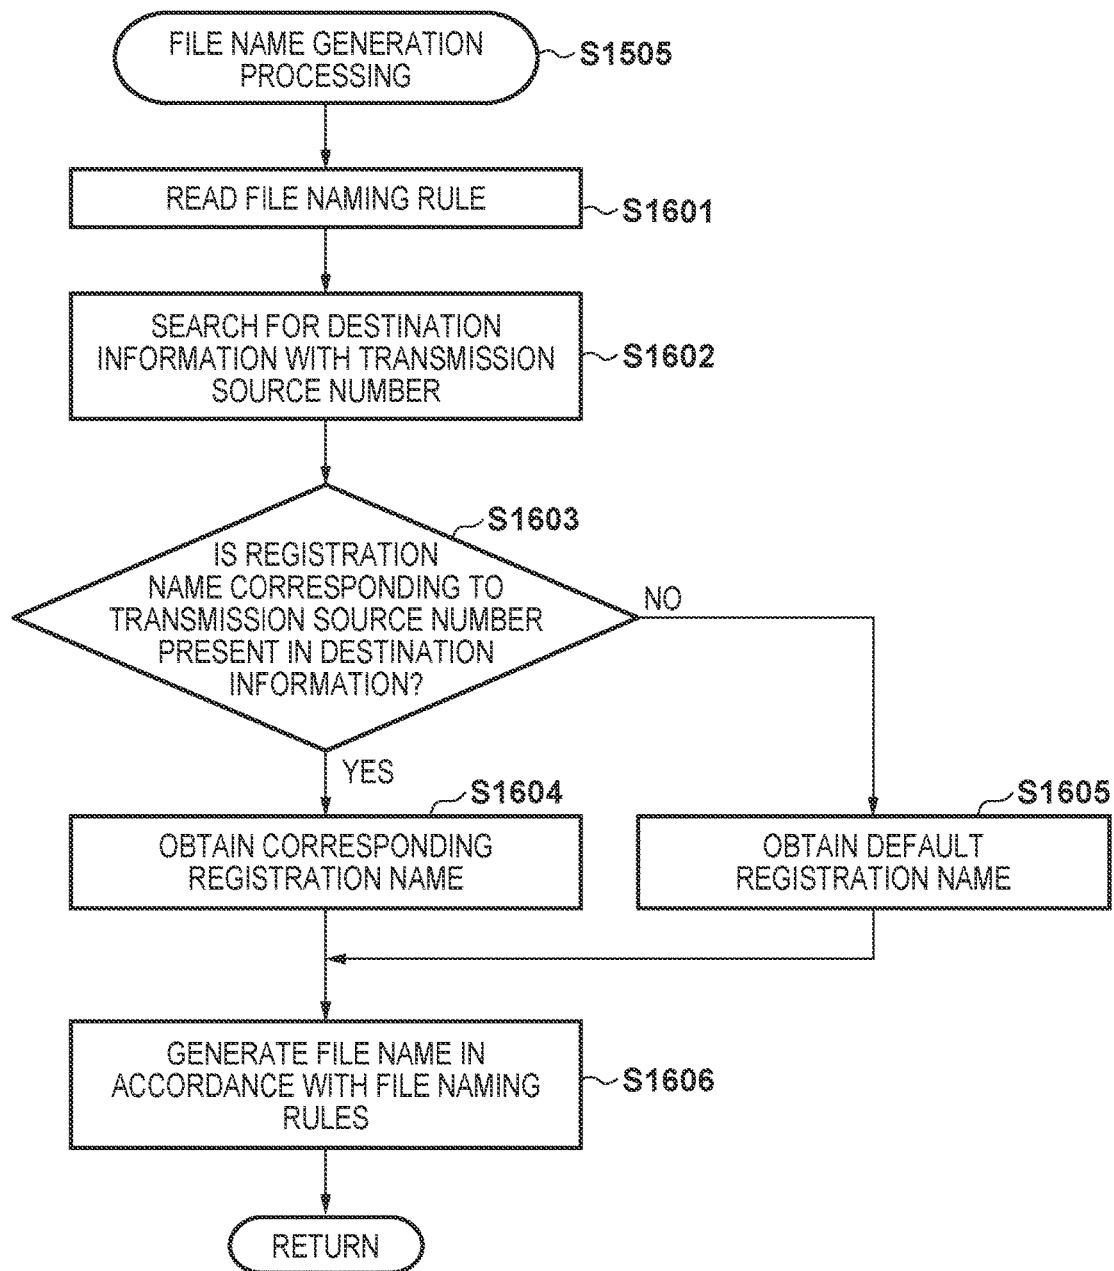 FILE NAME GENERATION
PROCESSING
S1505
READ FILE NAMING RULE
S1601
SEARCH FOR DESTINATION
INFORMATION WITH TRANSMISSION
SOURCE NUMBER
S1602
S1603
IS REGISTRATION
NAME CORRESPONDING TO
TRANSMISSION SOURCE NUMBER
PRESENT IN DESTINATION
INFORMATION?
NO
YES
S1604
OBTAIN CORRESPONDING
REGISTRATION NAME
S1605
OBTAIN DEFAULT
REGISTRATION NAME
GENERATE FILE NAME IN
ACCORDANCE WITH FILE NAMING
RULES
S1606
RETURN